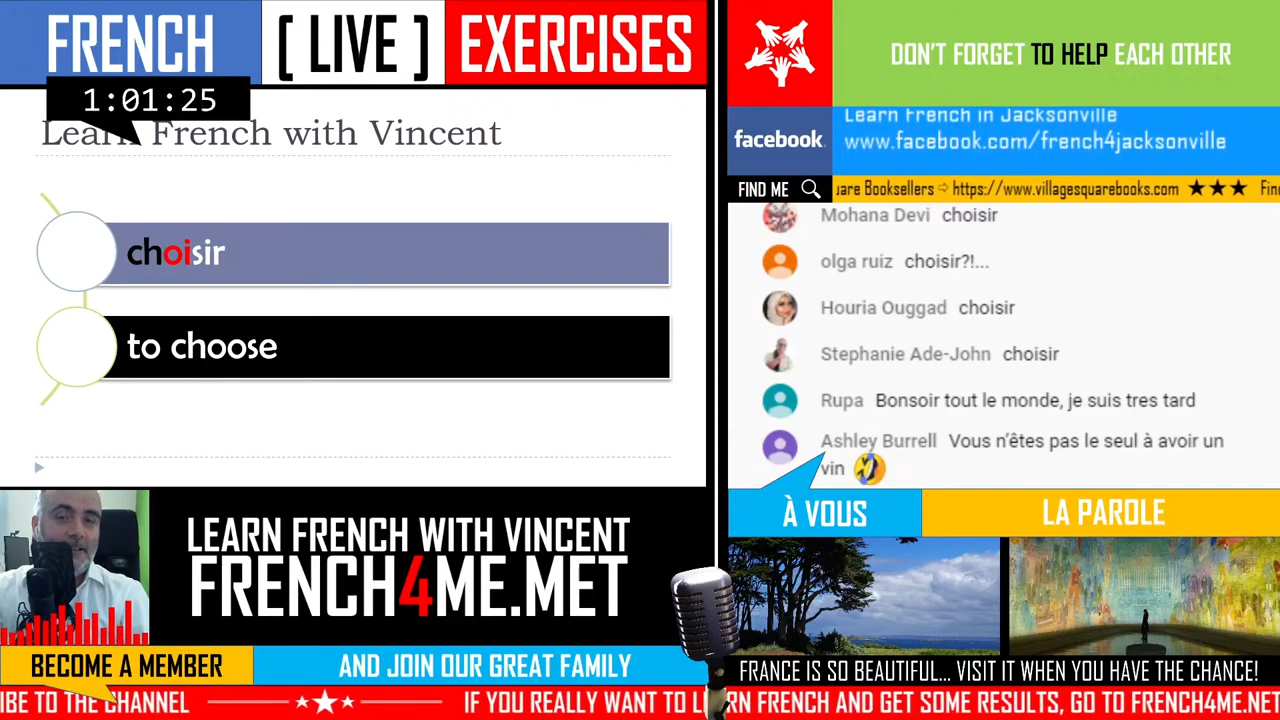 FRENCH
[ LIVE ]
EXERCISES
1:01:25
Learn French with Vincent
choisir
to choose
LEARN FRENCH WITH VINCENT
FRENCH4ME.MET
BECOME A MEMBER
AND JOIN OUR GREAT FAMILY
DON'T FORGET TO HELP EACH OTHER
facebook
Learn French in Jacksonville
www.facebook.com/french4jacksonville
FIND ME
Booksellers ⇨ https://www.villagesquarebooks.com ★★★
Mohana Devi choisir
olga ruiz choisir?!...
Houria Ouggad choisir
Stephanie Ade-John choisir
Rupa Bonsoir tout le monde, je suis tres tard
Ashley Burrell Vous n'êtes pas le seul à avoir un
vin 🤣
À VOUS
LA PAROLE
FRANCE IS SO BEAUTIFUL... VISIT IT WHEN YOU HAVE THE CHANCE!
TO THE CHANNEL ★ IF YOU REALLY WANT TO LEARN FRENCH AND GET SOME RESULTS, GO TO FRENCH4ME.NET